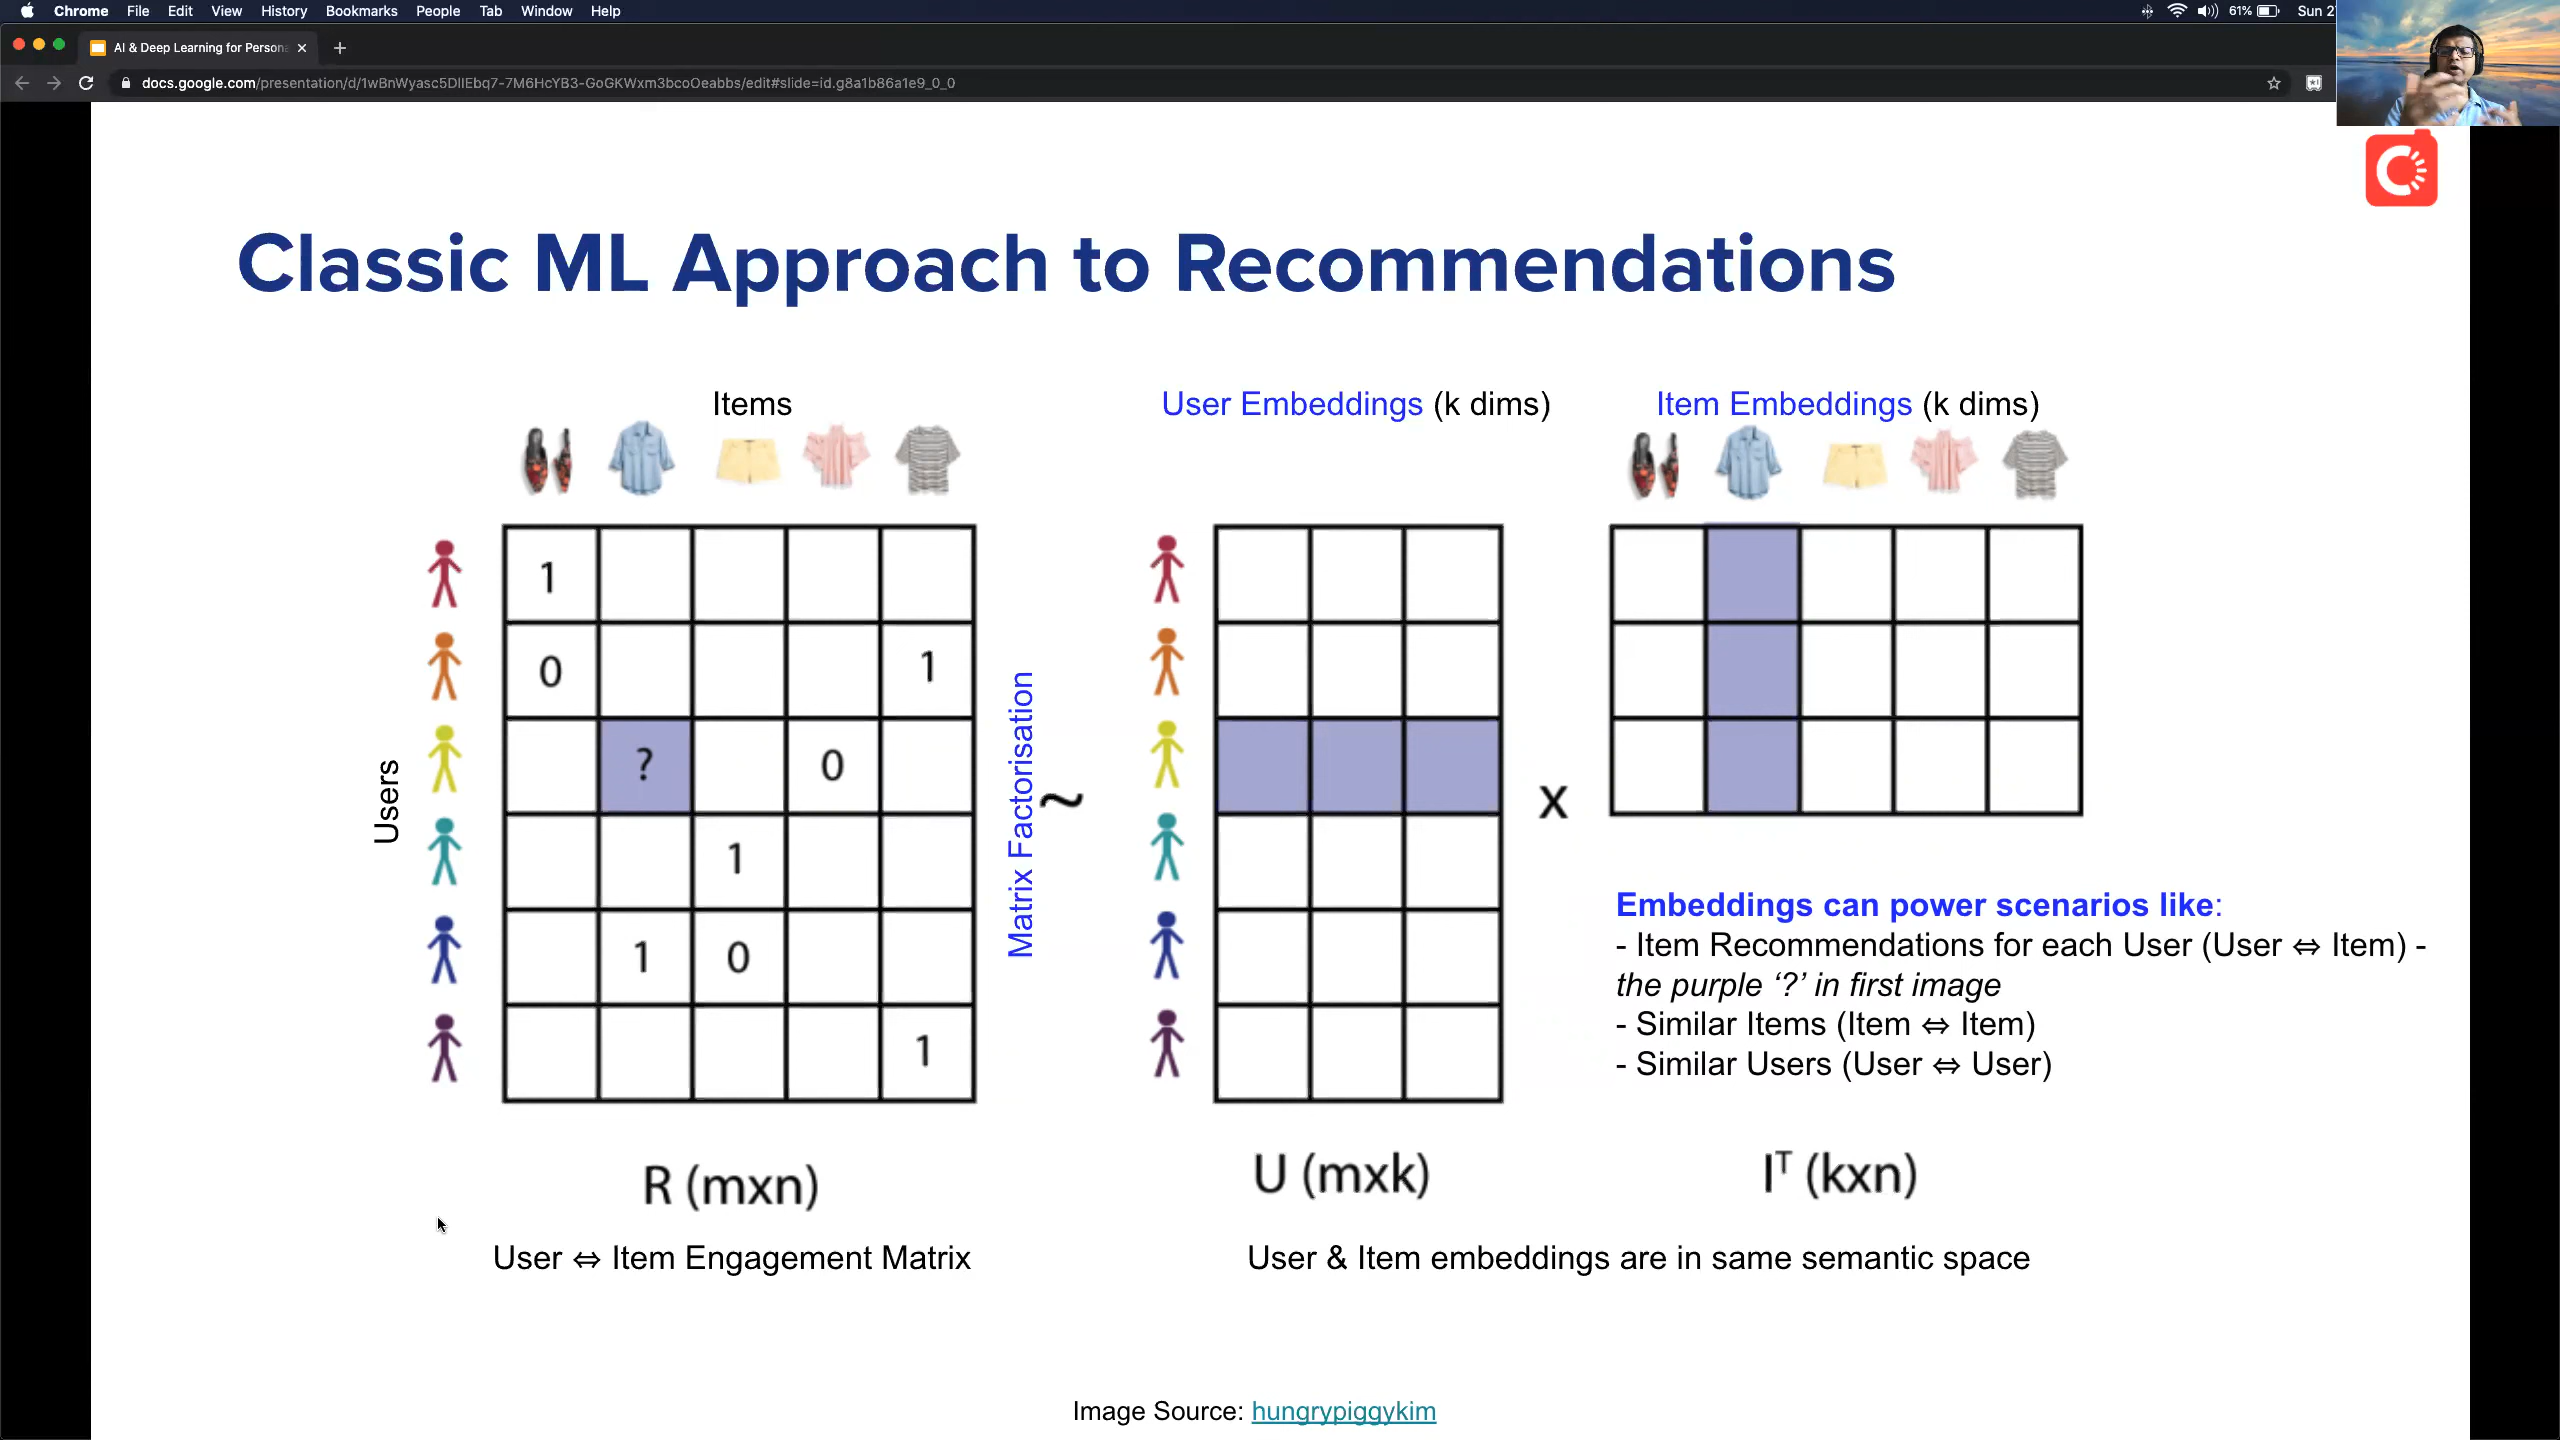 Chrome File Edit View History Bookmarks People Tab Window Help
61% Sun 2
AI & Deep Learning for Person
docs.google.com/presentation/d/1wBnWyasc5DIlEbq7-7M6HcYB3-GoGKWxm3bcoOeabbs/edit#slide=id.g8a1b86a1e9_0_0
Classic ML Approach to Recommendations
Items
User Embeddings (k dims)
Item Embeddings (k dims)
Users
1
0 1
? 0
1
1 0
1
Matrix Factorisation
~
x
Embeddings can power scenarios like:
- Item Recommendations for each User (User ⇔ Item) -
the purple ‘?’ in first image
- Similar Items (Item ⇔ Item)
- Similar Users (User ⇔ User)
R (mxn)
U (mxk)
Iᵀ (kxn)
User ⇔ Item Engagement Matrix
User & Item embeddings are in same semantic space
Image Source: hungrypiggykim